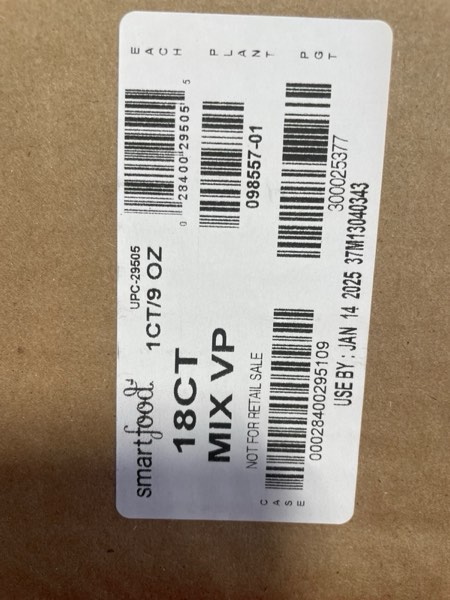 EACH
PLANT
PGT
0 28400 29505 5
098557-01
300025377
UPC-29505
smartfood
1CT/9 OZ
18CT
MIX VP
NOT FOR RETAIL SALE
CASE
00028400295109
USE BY: JAN 14 2025 37M13040343